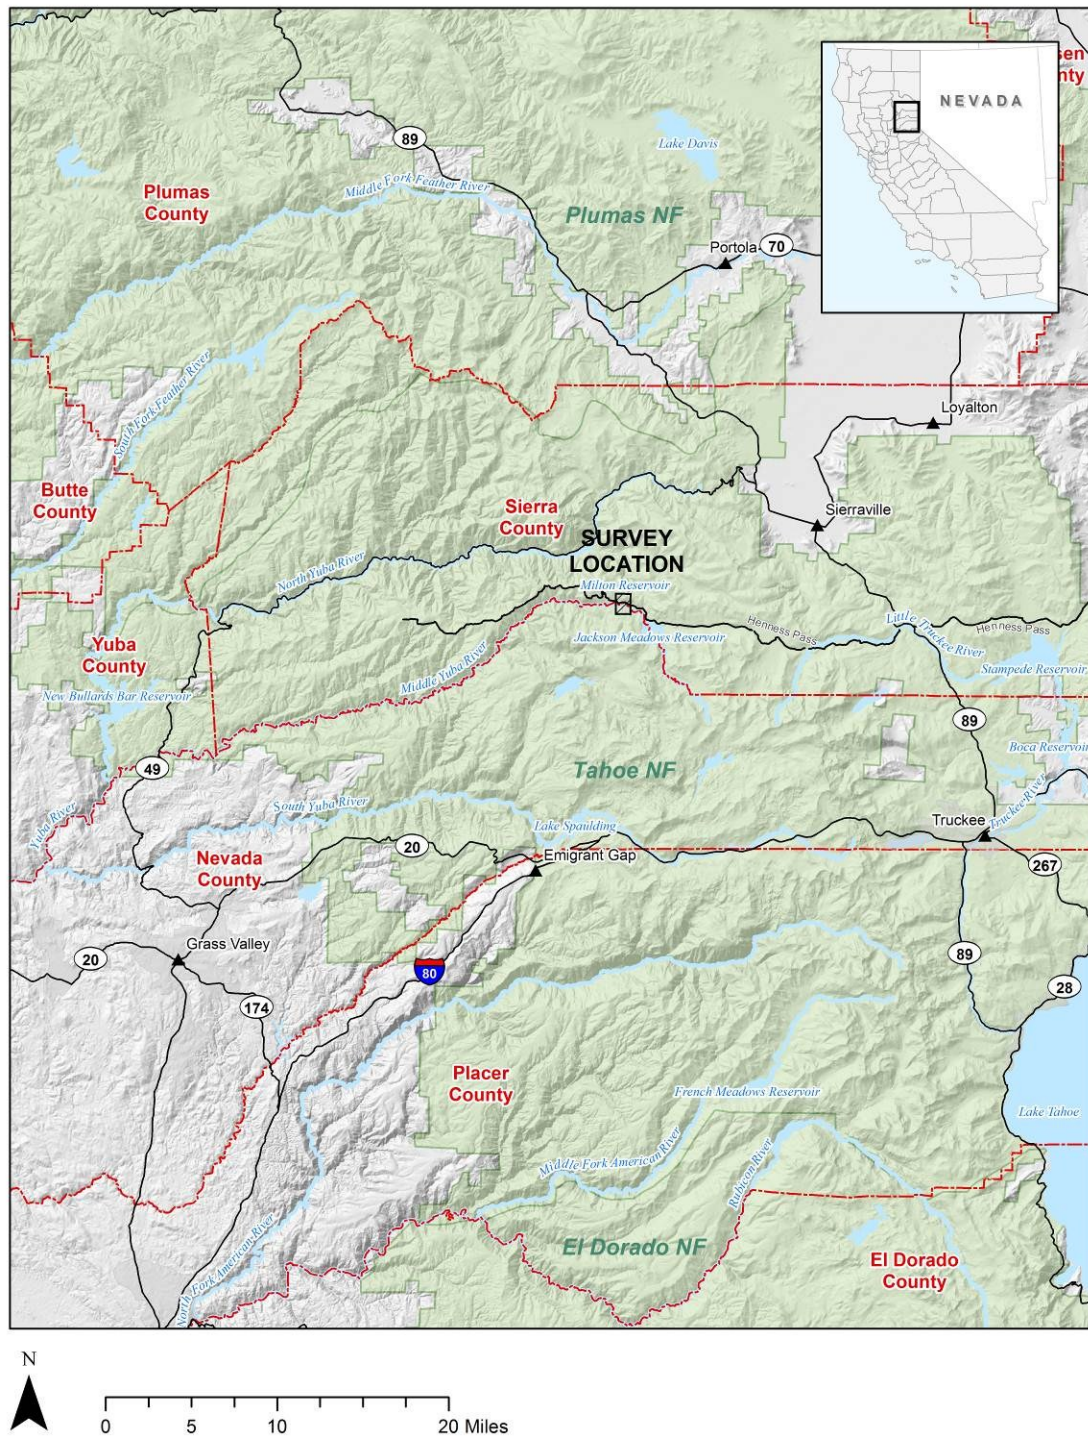 89
Lake Davis
NEVADA
sen
nty
Plumas
County
Middle Fork Feather River
Plumas NF
Portola
70
South Fork Feather River
Loyalton
Butte
County
Sierra
County
Sierraville
SURVEY
LOCATION
North Yuba River
Milton Reservoir
Henness Pass
Little Truckee River
Henness Pass
Jackson Meadows Reservoir
Yuba
County
Middle Yuba River
Stampede Reservoir
New Bullards Bar Reservoir
89
Boca Reservoir
49
Tahoe NF
Yuba River
South Yuba River
Truckee River
Truckee
Lake Spaulding
Nevada
County
20
Emigrant Gap
267
Grass Valley
20
80
89
28
174
Placer
County
French Meadows Reservoir
Lake Tahoe
Middle Fork American River
Rubicon River
North Fork American River
El Dorado NF
El Dorado
County
N
0 5 10 20 Miles